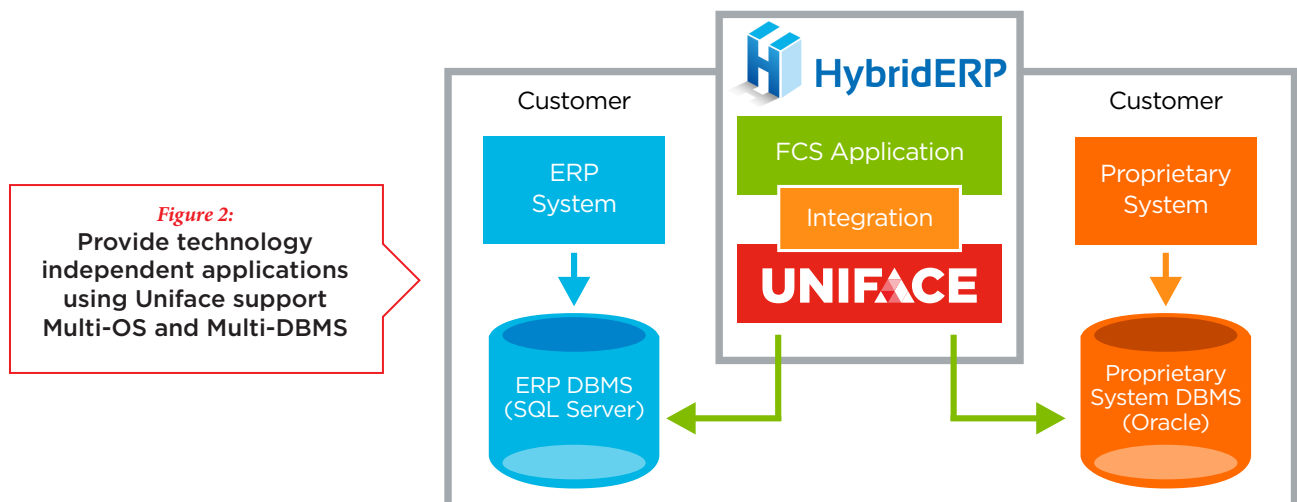 Figure 2:
Provide technology
independent applications
using Uniface support
Multi-OS and Multi-DBMS
Customer
ERP
System
ERP DBMS
(SQL Server)
HybridERP
FCS Application
Integration
UNIFACE
Customer
Proprietary
System
Proprietary
System DBMS
(Oracle)